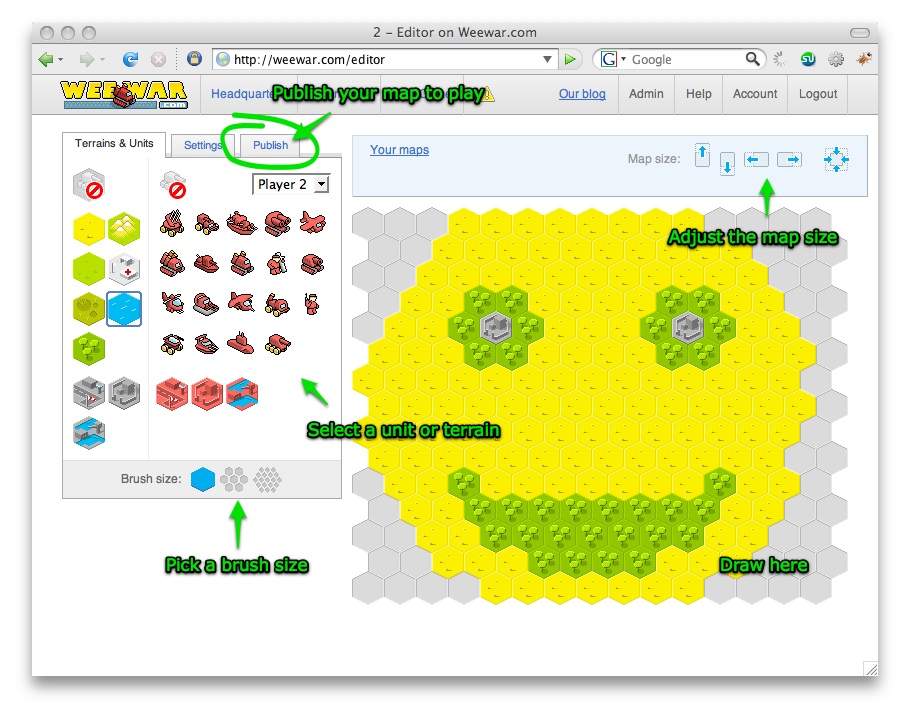 2 – Editor on Weewar.com
http://weewar.com/editor
G Google
WEEWAR
.com
Our blog
Admin
Help
Account
Logout
Publish your map to play
Terrains & Units
Settings
Publish
Your maps
Map size:
Player 2
Adjust the map size
Select a unit or terrain
Brush size:
Pick a brush size
Draw here